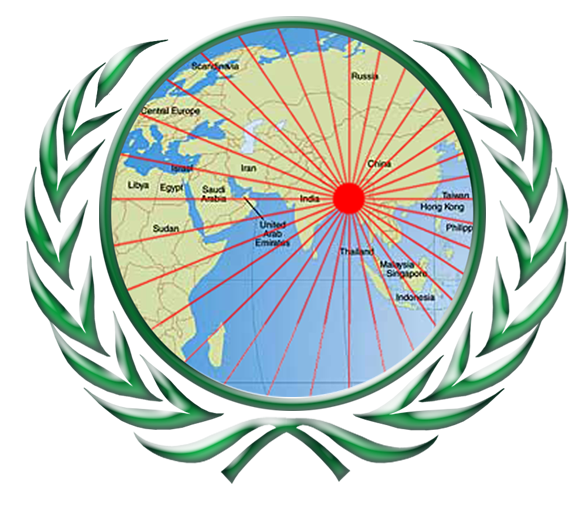 Scandinavia
Russia
Central Europe
Israel
Iran
China
Libya
Egypt
Saudi
Arabia
India
Taiwan
Hong Kong
Sudan
United
Arab
Emirates
Philipp
Thailand
Malaysia
Singapore
Indonesia